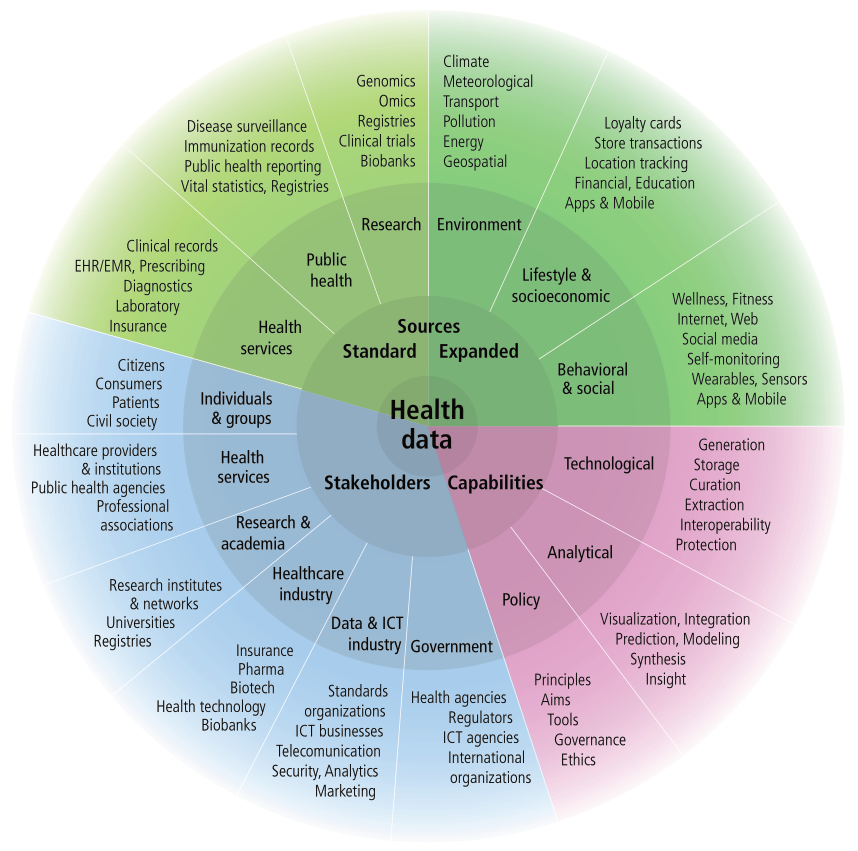 Health
data
Sources
Standard
Expanded
Stakeholders
Capabilities
Research
Genomics
Omics
Registries
Clinical trials
Biobanks
Public
health
Disease surveillance
Immunization records
Public health reporting
Vital statistics, Registries
Health
services
Clinical records
EHR/EMR, Prescribing
Diagnostics
Laboratory
Insurance
Environment
Climate
Meteorological
Transport
Pollution
Energy
Geospatial
Lifestyle &
socioeconomic
Loyalty cards
Store transactions
Location tracking
Financial, Education
Apps & Mobile
Behavioral
& social
Wellness, Fitness
Internet, Web
Social media
Self-monitoring
Wearables, Sensors
Apps & Mobile
Technological
Generation
Storage
Curation
Extraction
Interoperability
Protection
Analytical
Visualization, Integration
Prediction, Modeling
Synthesis
Insight
Policy
Principles
Aims
Tools
Governance
Ethics
Government
Health agencies
Regulators
ICT agencies
International
organizations
Data & ICT
industry
Standards
organizations
ICT businesses
Telecomunication
Security, Analytics
Marketing
Healthcare
industry
Insurance
Pharma
Biotech
Health technology
Biobanks
Research &
academia
Research institutes
& networks
Universities
Registries
Health
services
Healthcare providers
& institutions
Public health agencies
Professional
associations
Individuals
& groups
Citizens
Consumers
Patients
Civil society